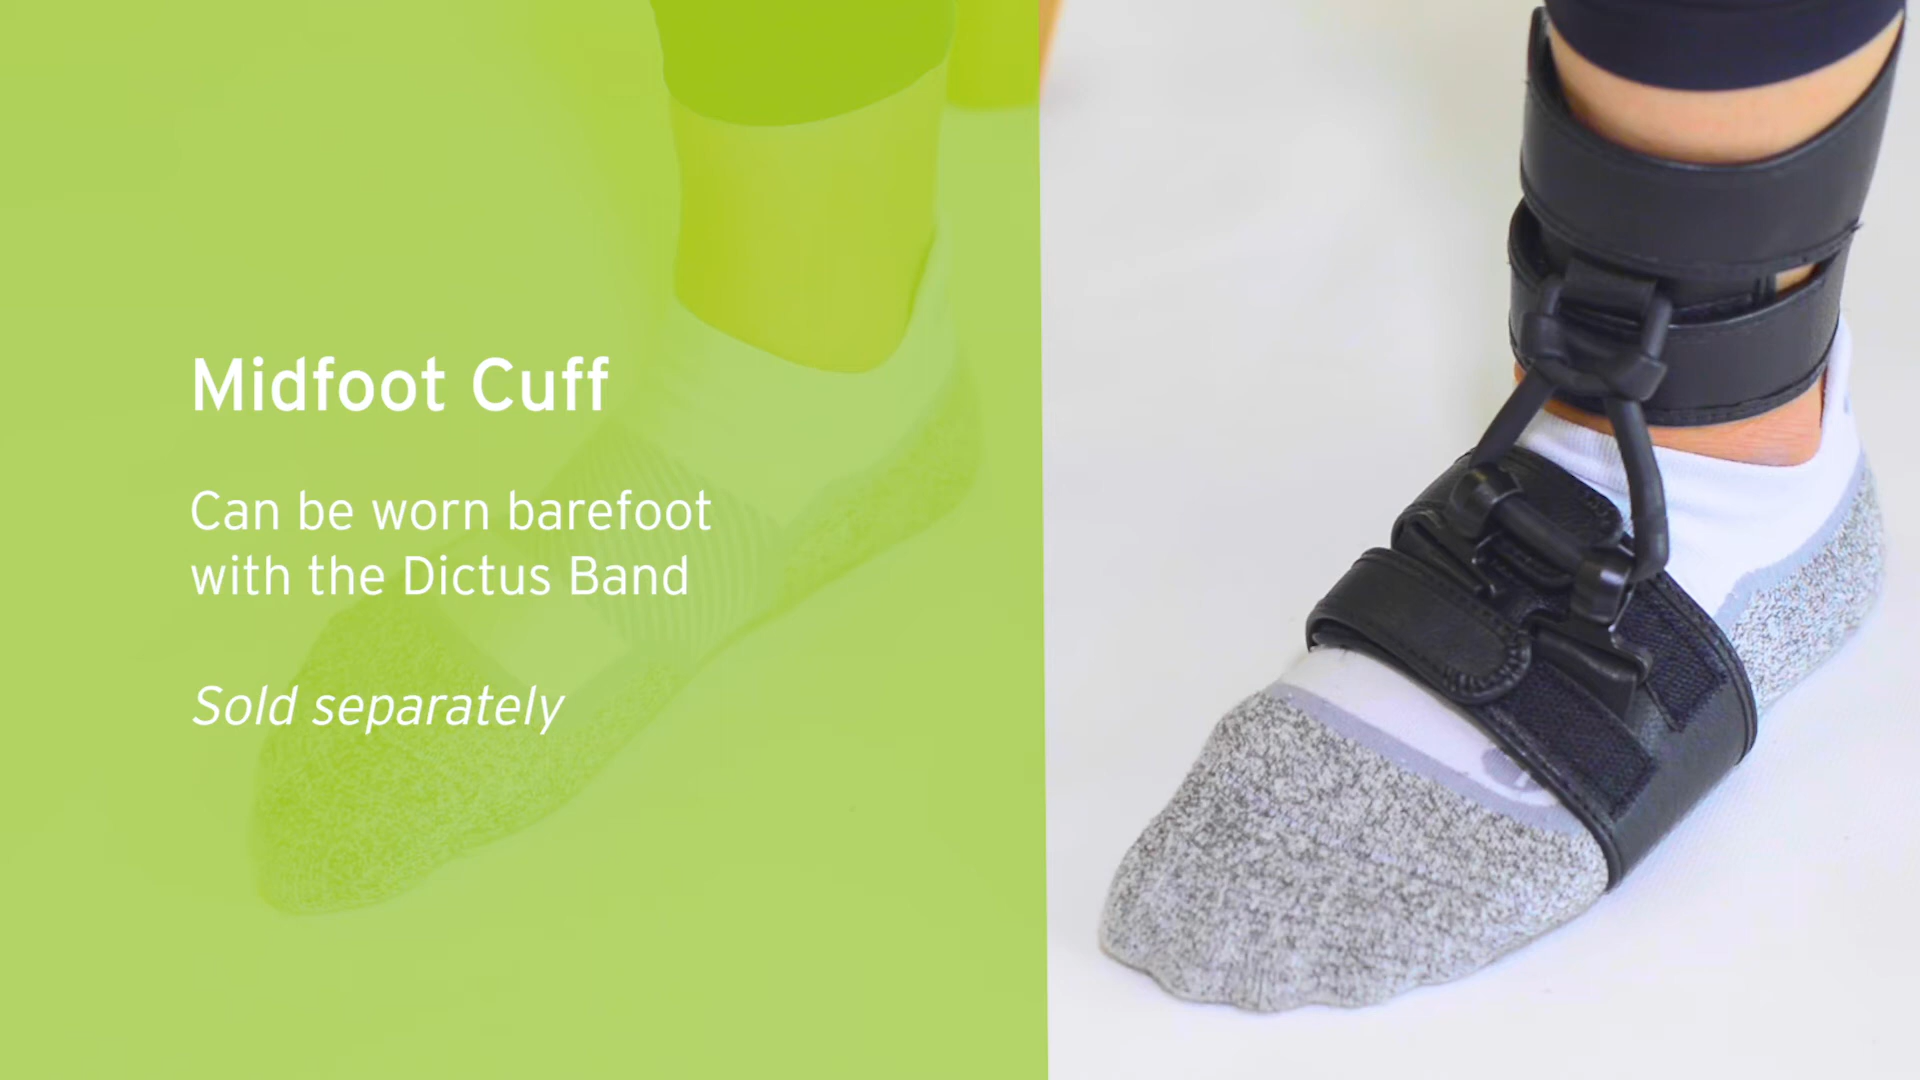 Midfoot Cuff
Can be worn barefoot
with the Dictus Band
Sold separately